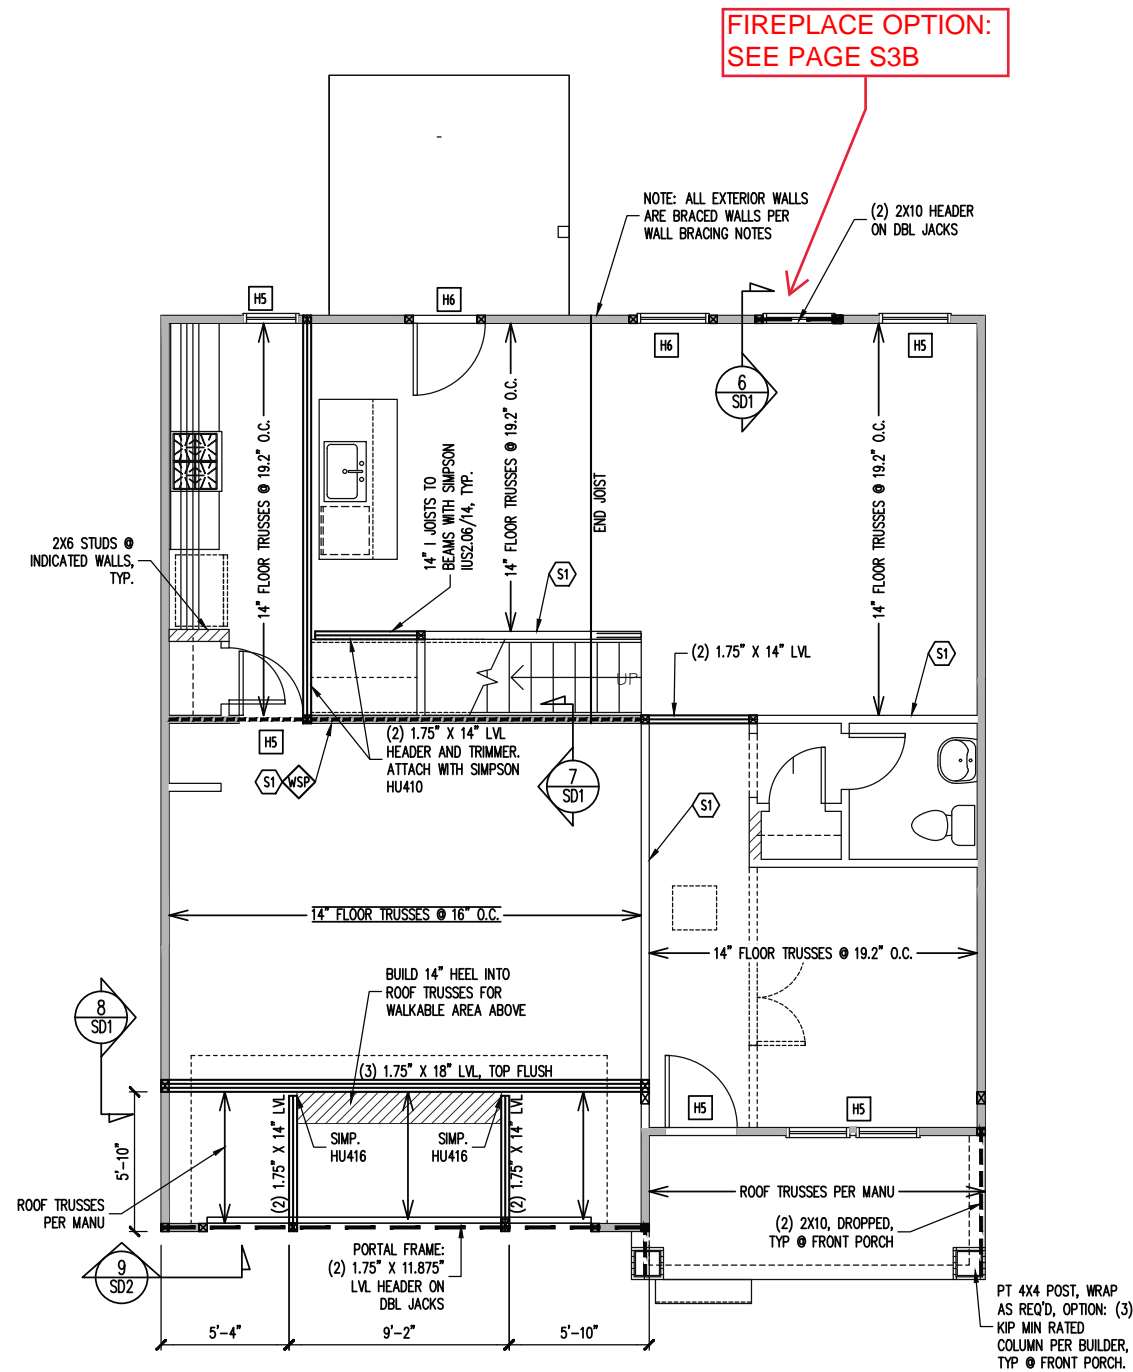 FIREPLACE OPTION:
SEE PAGE S3B
NOTE: ALL EXTERIOR WALLS
ARE BRACED WALLS PER
WALL BRACING NOTES
(2) 2X10 HEADER
ON DBL JACKS
H5
H6
H6
H5
6
SD1
14" FLOOR TRUSSES @ 19.2" O.C.
14" I JOISTS TO
BEAMS WITH SIMPSON
IUS2.06/14, TYP.
14" FLOOR TRUSSES @ 19.2" O.C.
END JOIST
14" FLOOR TRUSSES @ 19.2" O.C.
2X6 STUDS @
INDICATED WALLS,
TYP.
S1
UP
(2) 1.75" X 14" LVL
S1
H5
S1
WSP
(2) 1.75" X 14" LVL
HEADER AND TRIMMER.
ATTACH WITH SIMPSON
HU410
7
SD1
S1
14" FLOOR TRUSSES @ 16" O.C.
14" FLOOR TRUSSES @ 19.2" O.C.
BUILD 14" HEEL INTO
ROOF TRUSSES FOR
WALKABLE AREA ABOVE
8
SD1
(3) 1.75" X 18" LVL, TOP FLUSH
5'-10"
(2) 1.75" X 14" LVL
SIMP.
HU416
SIMP.
HU416
(2) 1.75" X 14" LVL
H5
H5
ROOF TRUSSES
PER MANU
ROOF TRUSSES PER MANU
(2) 2X10, DROPPED,
TYP @ FRONT PORCH
9
SD2
PORTAL FRAME:
(2) 1.75" X 11.875"
LVL HEADER ON
DBL JACKS
PT 4X4 POST, WRAP
AS REQ'D, OPTION: (3)
KIP MIN RATED
COLUMN PER BUILDER,
TYP @ FRONT PORCH.
5'-4"
9'-2"
5'-10"